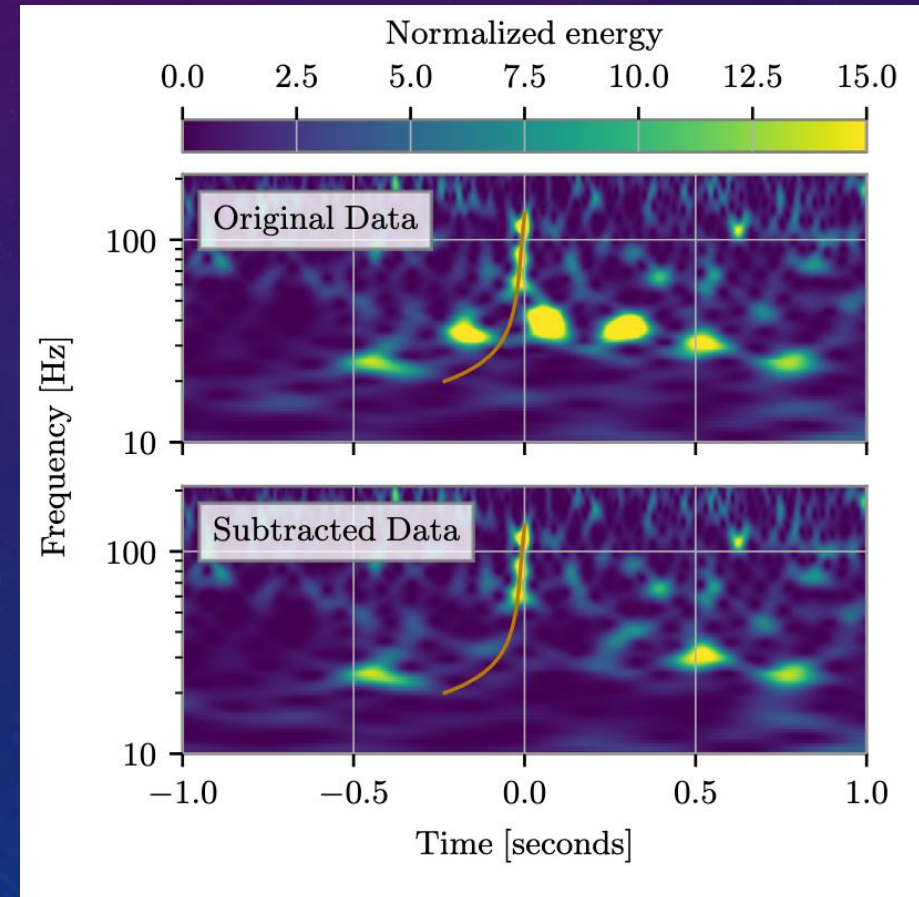 Normalized energy
0.0 2.5 5.0 7.5 10.0 12.5 15.0
Original Data
100
10
Frequency [Hz]
Subtracted Data
100
10
−1.0 −0.5 0.0 0.5 1.0
Time [seconds]